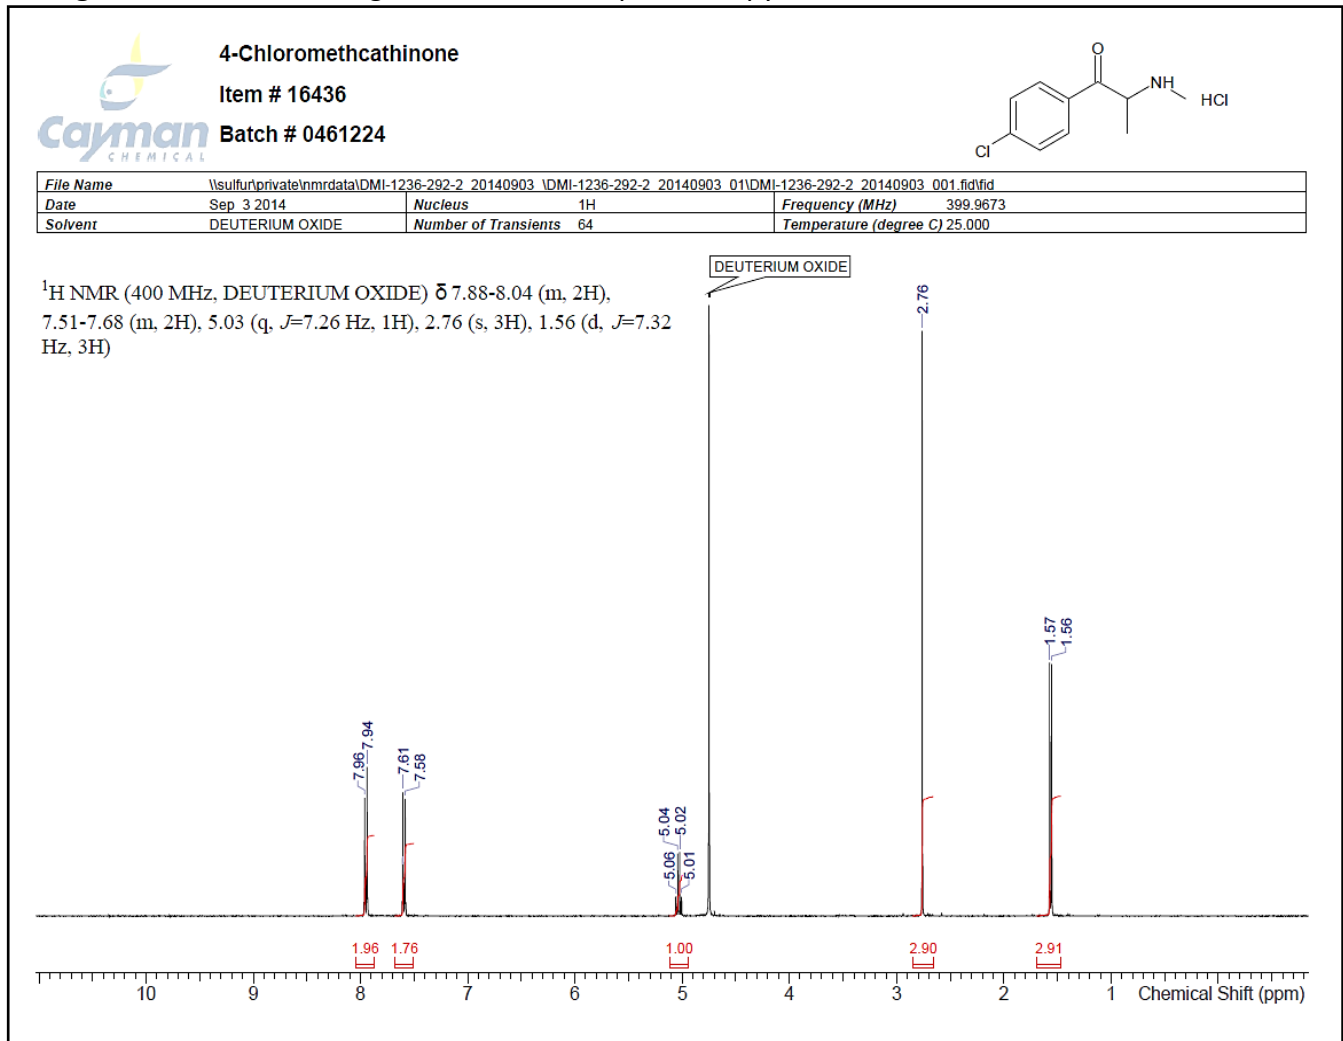 4-Chloromethcathinone
Item # 16436
Batch # 0461224
Cayman
CHEMICAL
O
NH
HCl
Cl
File Name \\sulfur\private\nmrdata\DMI-1236-292-2_20140903_\DMI-1236-292-2_20140903_01\DMI-1236-292-2_20140903_001.fid\fid
Date Sep 3 2014 Nucleus 1H Frequency (MHz) 399.9673
Solvent DEUTERIUM OXIDE Number of Transients 64 Temperature (degree C) 25.000
DEUTERIUM OXIDE
¹H NMR (400 MHz, DEUTERIUM OXIDE) δ 7.88-8.04 (m, 2H),
7.51-7.68 (m, 2H), 5.03 (q, J=7.26 Hz, 1H), 2.76 (s, 3H), 1.56 (d, J=7.32
Hz, 3H)
7.96
7.94
7.61
7.58
5.06
5.04
5.02
5.01
2.76
1.57
1.56
1.96 1.76 1.00 2.90 2.91
10 9 8 7 6 5 4 3 2 1 Chemical Shift (ppm)